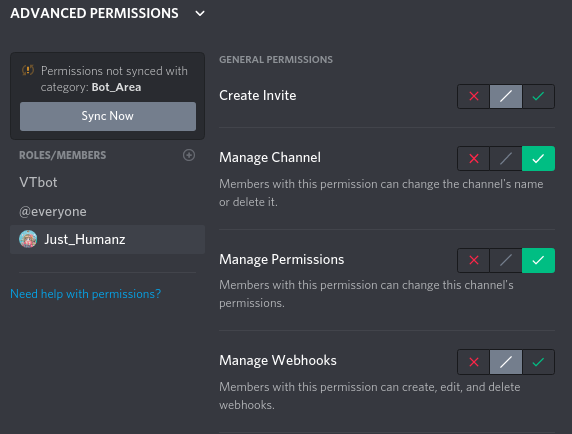 ADVANCED PERMISSIONS
Permissions not synced with
category: Bot_Area
Sync Now
ROLES/MEMBERS
VTbot
@everyone
Just_Humanz
Need help with permissions?
GENERAL PERMISSIONS
Create Invite
Manage Channel
Members with this permission can change the channel's name
or delete it.
Manage Permissions
Members with this permission can change this channel's
permissions.
Manage Webhooks
Members with this permission can create, edit, and delete
webhooks.